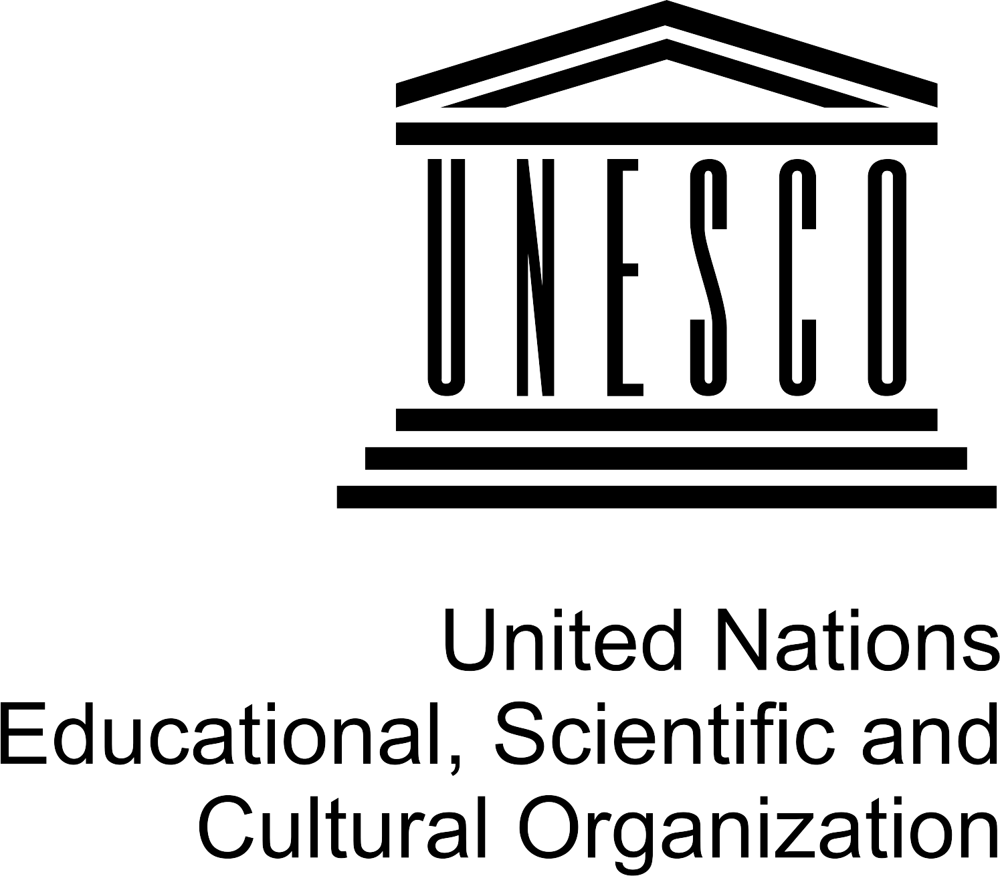 UNESCO
United Nations
Educational, Scientific and
Cultural Organization